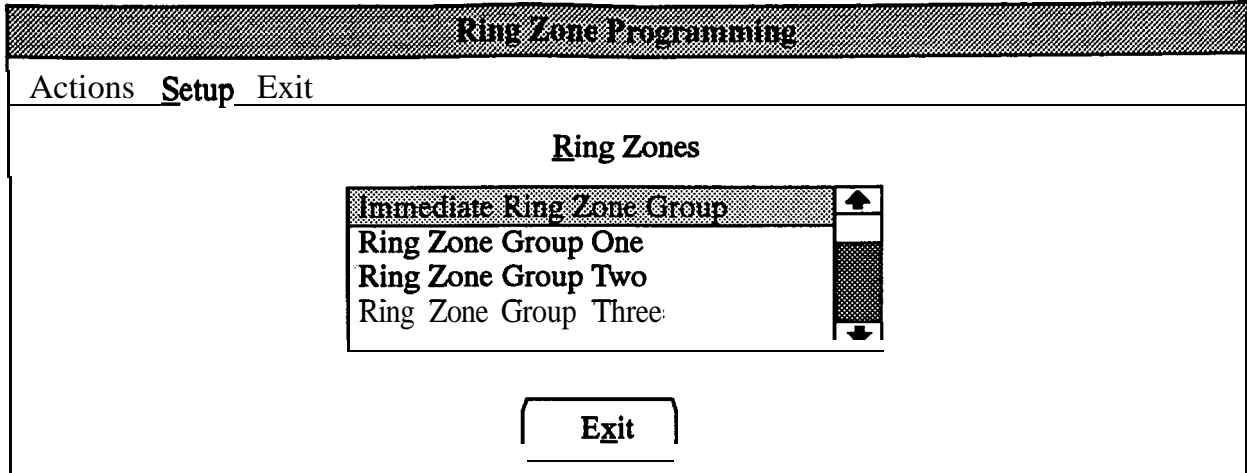 Ring Zone Programming
Actions Setup Exit
Ring Zones
Immediate Ring Zone Group
Ring Zone Group One
Ring Zone Group Two
Ring Zone Group Three
Exit